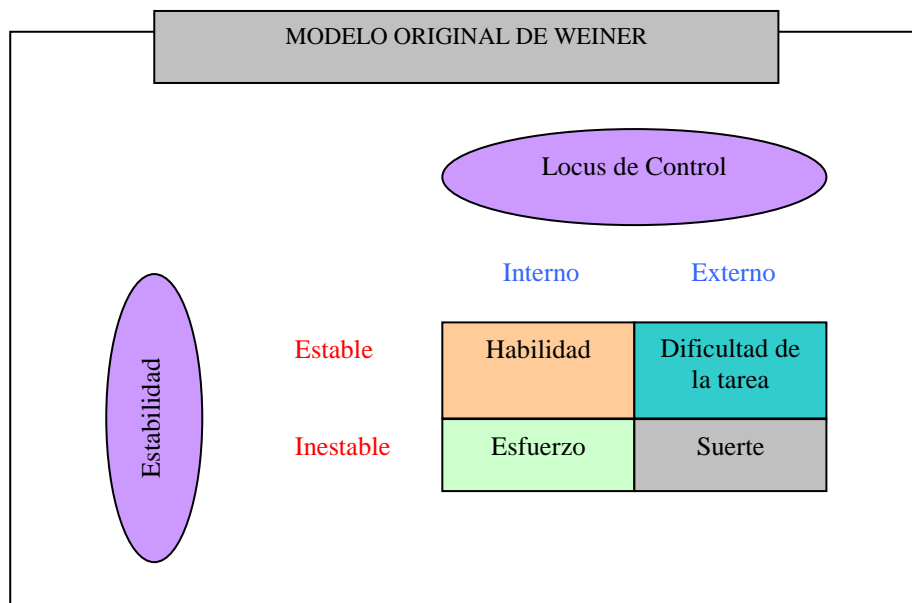 MODELO ORIGINAL DE WEINER
Locus de Control
Interno Externo
Estabilidad
Estable Habilidad Dificultad de
la tarea
Inestable Esfuerzo Suerte